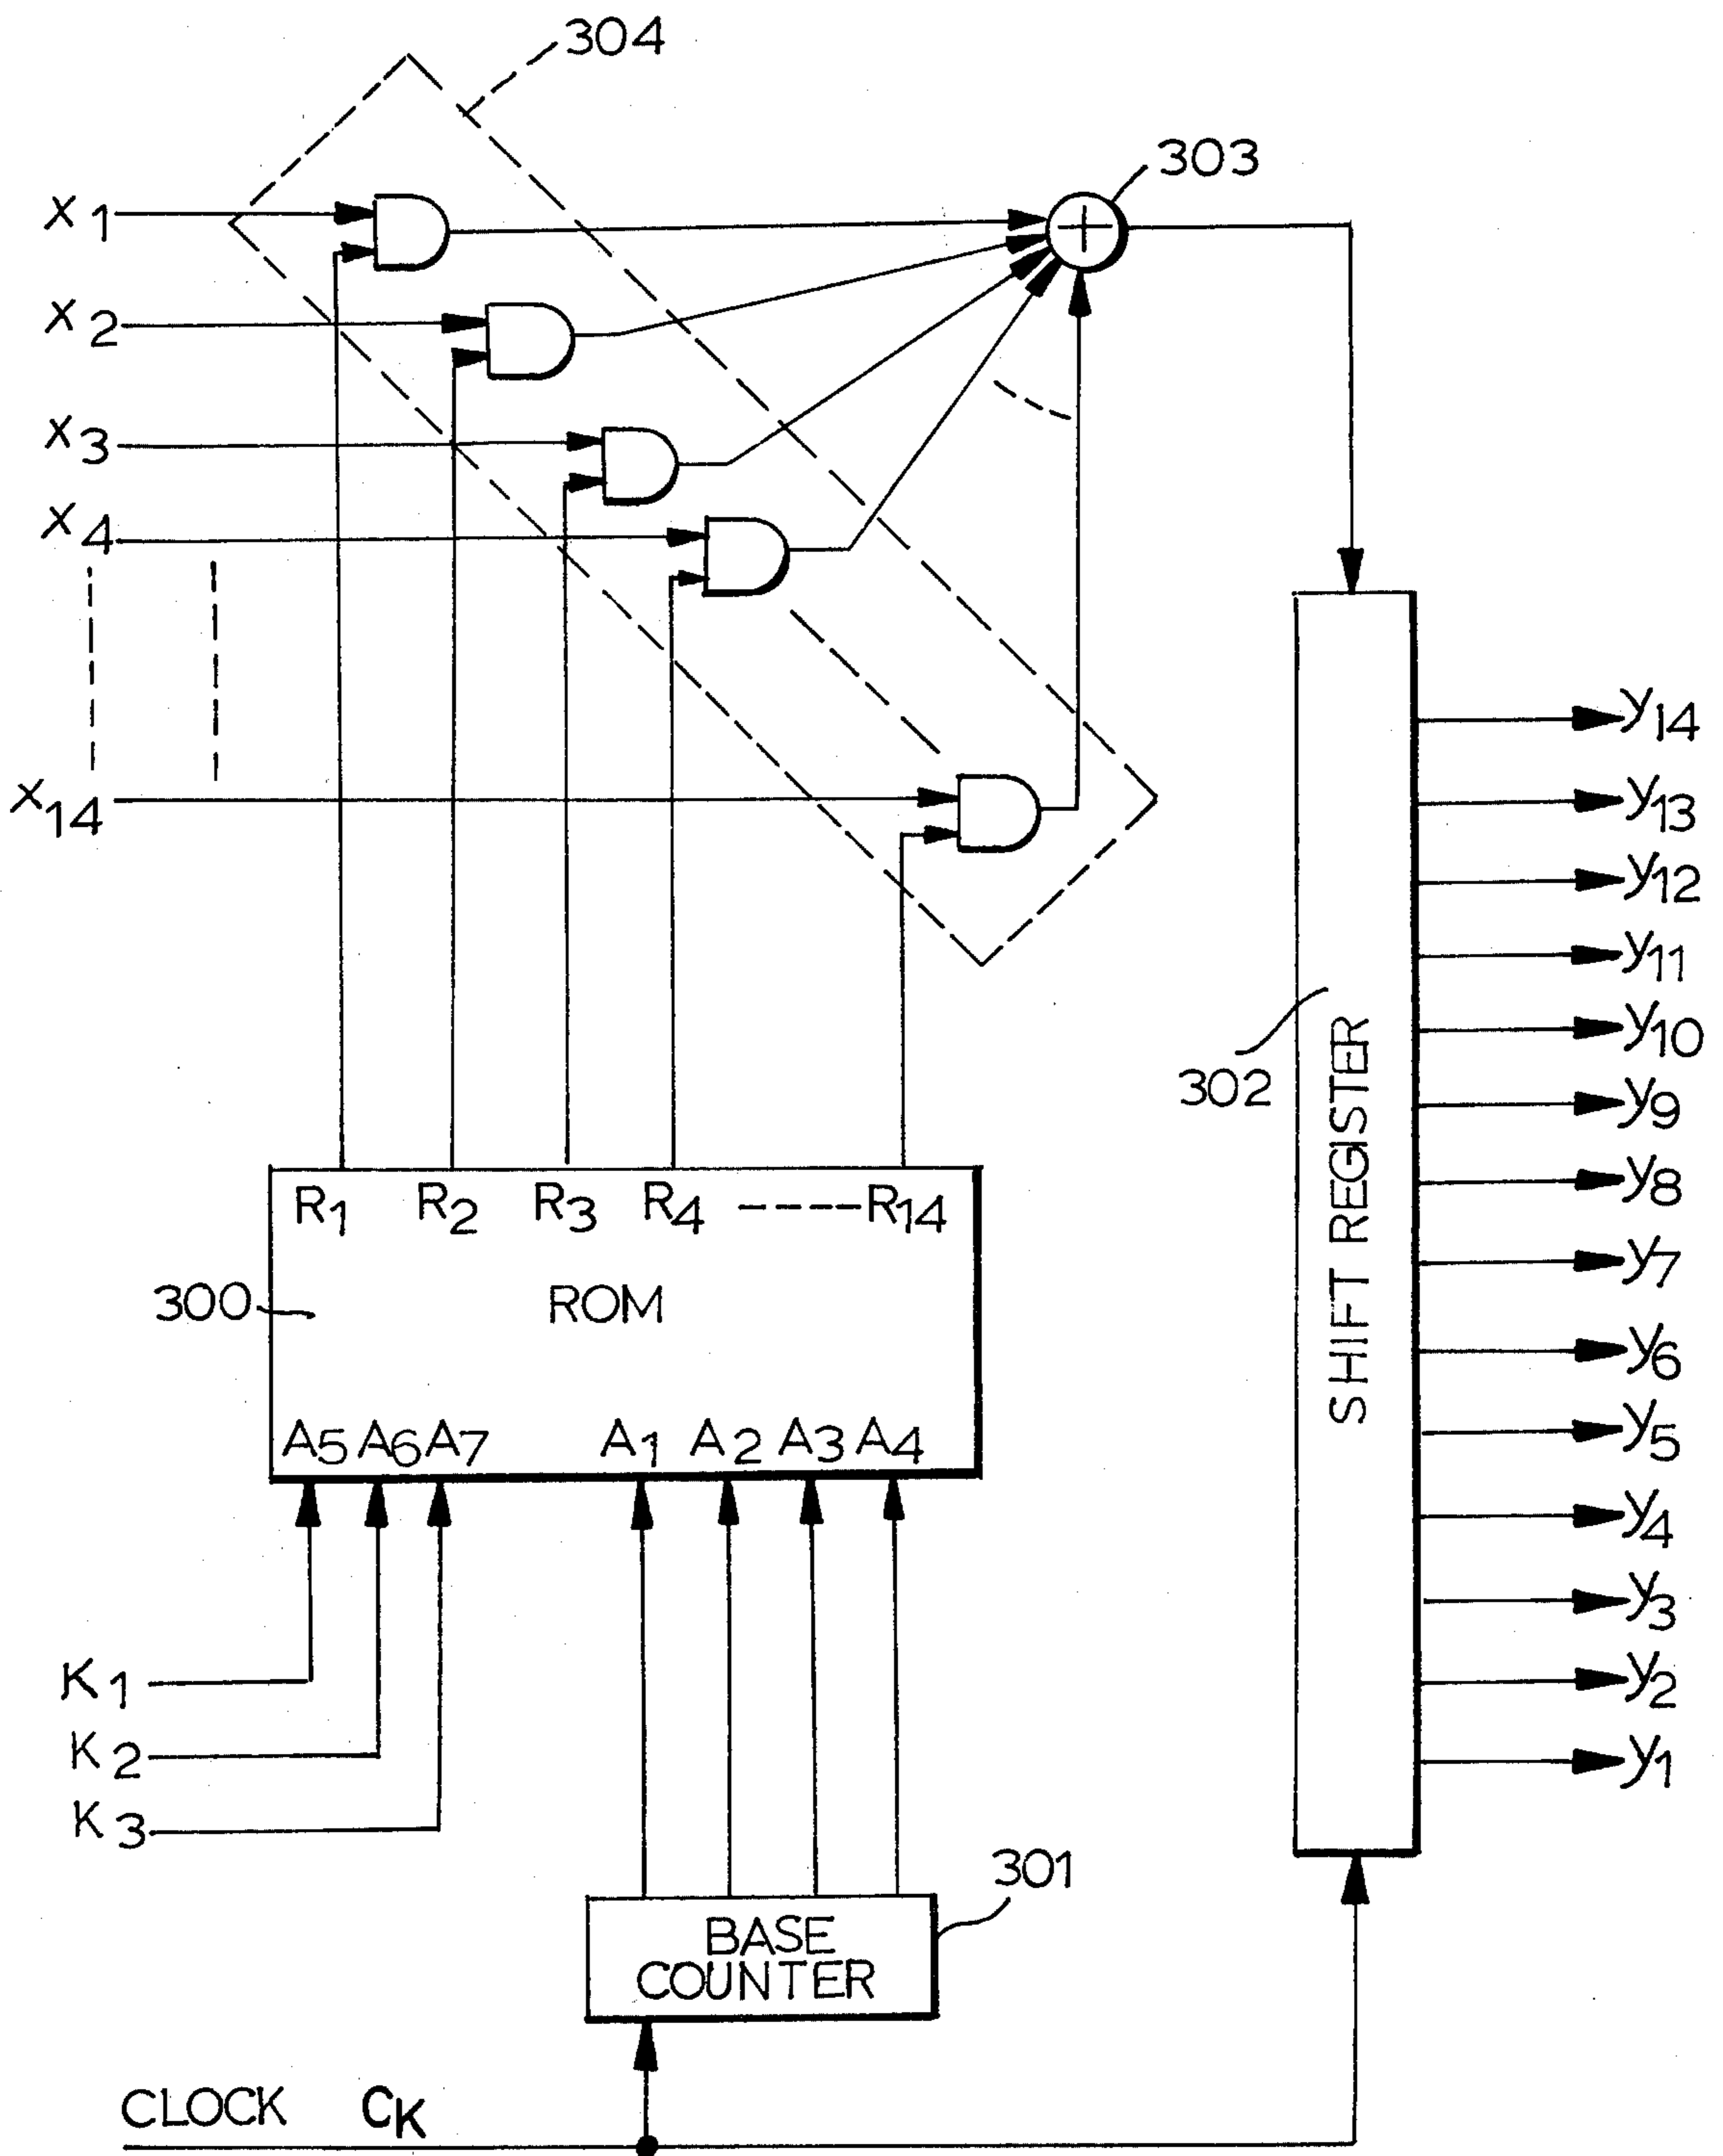 304
303
X1
X2
X3
X4
X14
y14
y13
y12
y11
y10
y9
y8
y7
y6
y5
y4
y3
y2
y1
302
SHIFT REGISTER
R1 R2 R3 R4 R14
300
ROM
A5 A6 A7 A1 A2 A3 A4
K1
K2
K3
301
BASE
COUNTER
CLOCK CK